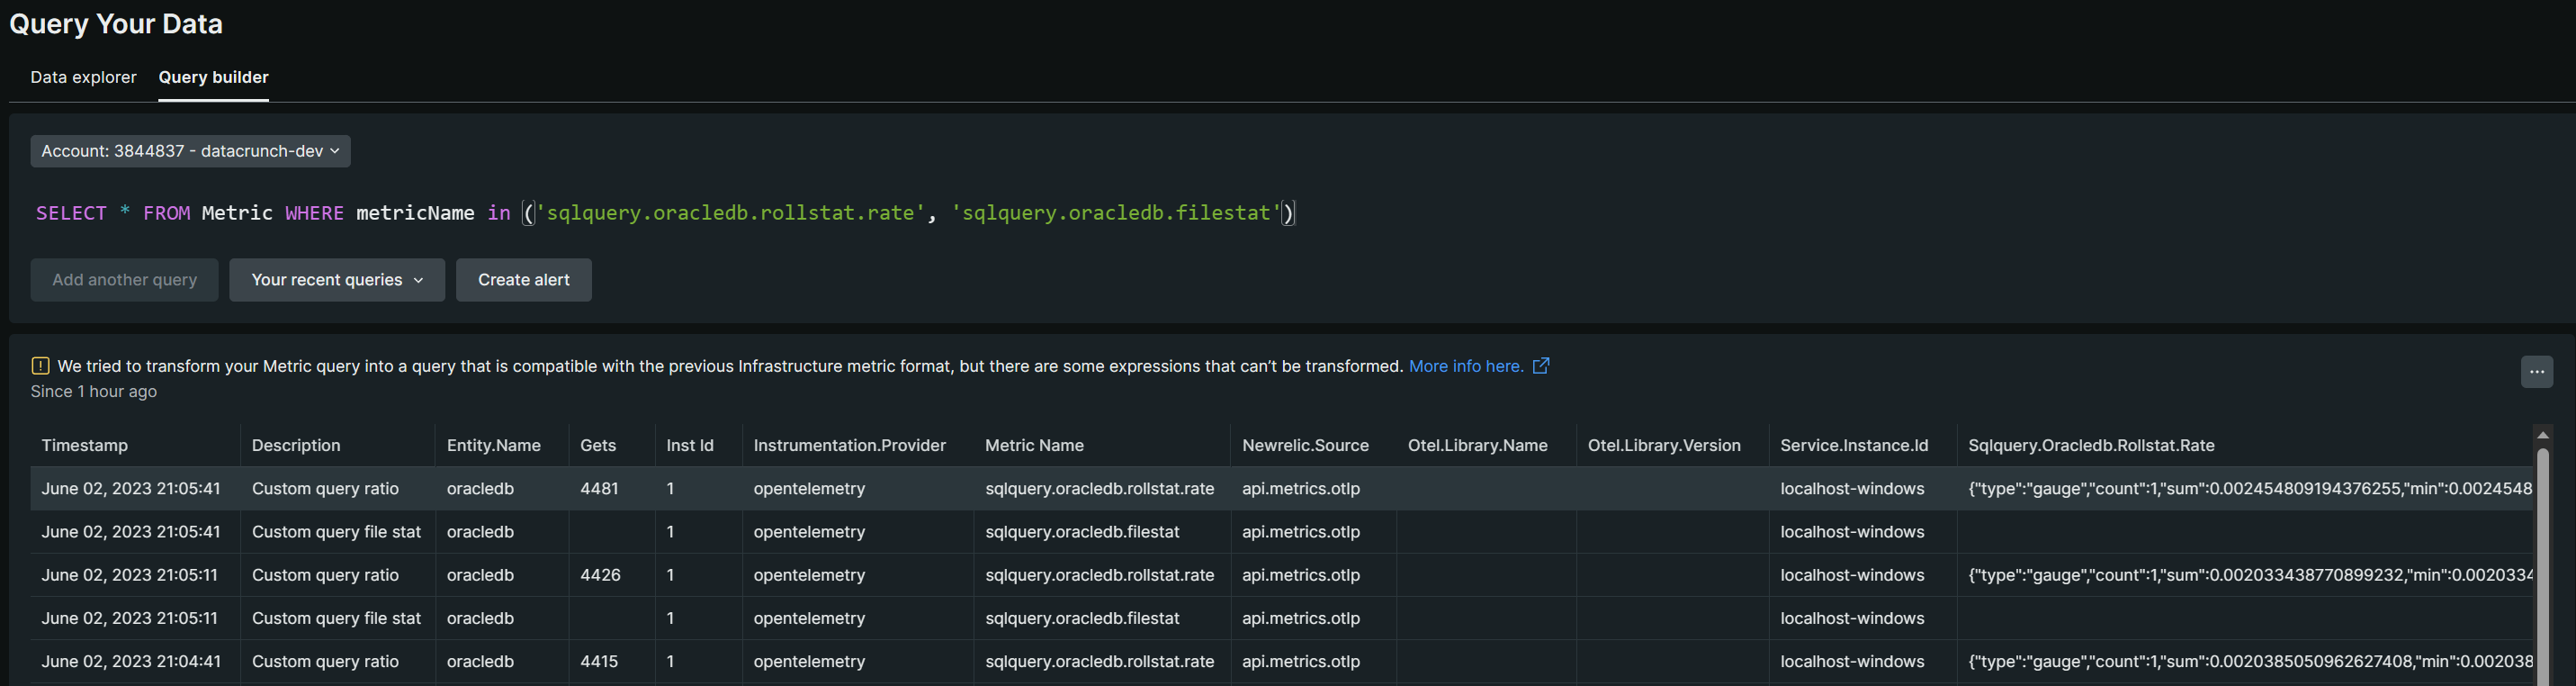 Query Your Data
Data explorer Query builder
Account: 3844837 - datacrunch-dev
SELECT * FROM Metric WHERE metricName in ('sqlquery.oracledb.rollstat.rate', 'sqlquery.oracledb.filestat')
Add another query Your recent queries Create alert
We tried to transform your Metric query into a query that is compatible with the previous Infrastructure metric format, but there are some expressions that can't be transformed. More info here.
Since 1 hour ago
Timestamp Description Entity.Name Gets Inst Id Instrumentation.Provider Metric Name Newrelic.Source Otel.Library.Name Otel.Library.Version Service.Instance.Id Sqlquery.Oracledb.Rollstat.Rate
June 02, 2023 21:05:41 Custom query ratio oracledb 4481 1 opentelemetry sqlquery.oracledb.rollstat.rate api.metrics.otlp localhost-windows {"type":"gauge","count":1,"sum":0.002454809194376255,"min":0.0024548
June 02, 2023 21:05:41 Custom query file stat oracledb 1 opentelemetry sqlquery.oracledb.filestat api.metrics.otlp localhost-windows
June 02, 2023 21:05:11 Custom query ratio oracledb 4426 1 opentelemetry sqlquery.oracledb.rollstat.rate api.metrics.otlp localhost-windows {"type":"gauge","count":1,"sum":0.002033438770899232,"min":0.0020334
June 02, 2023 21:05:11 Custom query file stat oracledb 1 opentelemetry sqlquery.oracledb.filestat api.metrics.otlp localhost-windows
June 02, 2023 21:04:41 Custom query ratio oracledb 4415 1 opentelemetry sqlquery.oracledb.rollstat.rate api.metrics.otlp localhost-windows {"type":"gauge","count":1,"sum":0.0020385050962627408,"min":0.002038